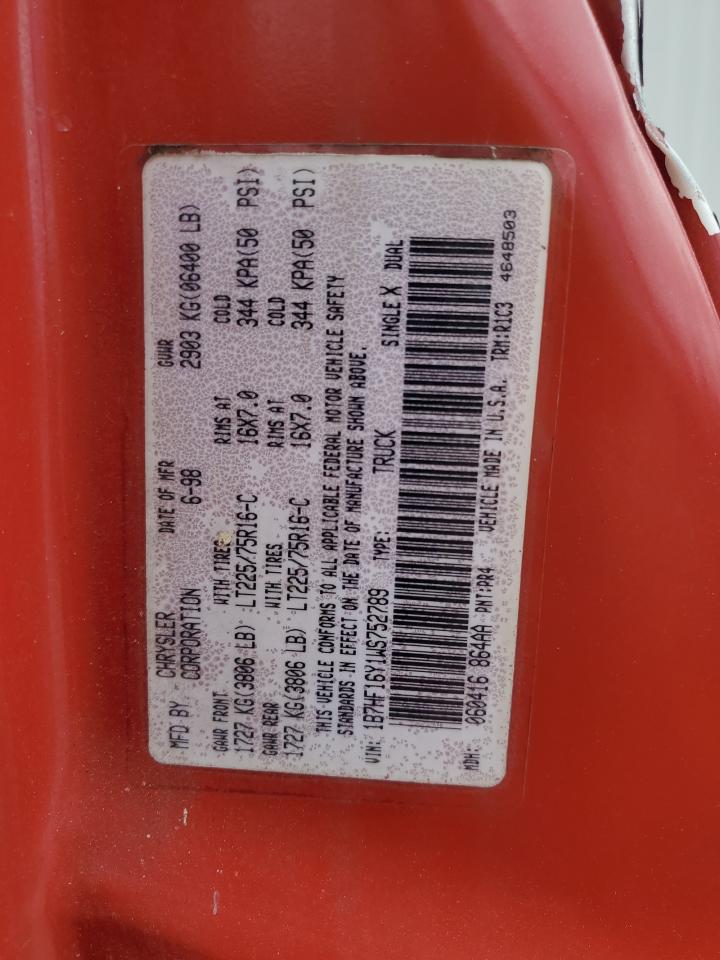 MFD BY: CHRYSLER CORPORATION DATE OF MFR 6-98 GVWR 2903 KG(06400 LB)
GAWR FRONT WITH TIRES RIMS AT COLD
1727 KG(3806 LB) LT225/75R16-C 16X7.0 344 KPA(50 PSI)
GAWR REAR WITH TIRES RIMS AT COLD
1727 KG(3806 LB) LT225/75R16-C 16X7.0 344 KPA(50 PSI)
THIS VEHICLE CONFORMS TO ALL APPLICABLE FEDERAL MOTOR VEHICLE SAFETY
STANDARDS IN EFFECT ON THE DATE OF MANUFACTURE SHOWN ABOVE.
VIN: 1B7HF16Y1WS752789 TYPE: TRUCK SINGLE X DUAL
MDH: 060416 864AA PNT:PR4 VEHICLE MADE IN U.S.A. TRM:R1C3 4648503